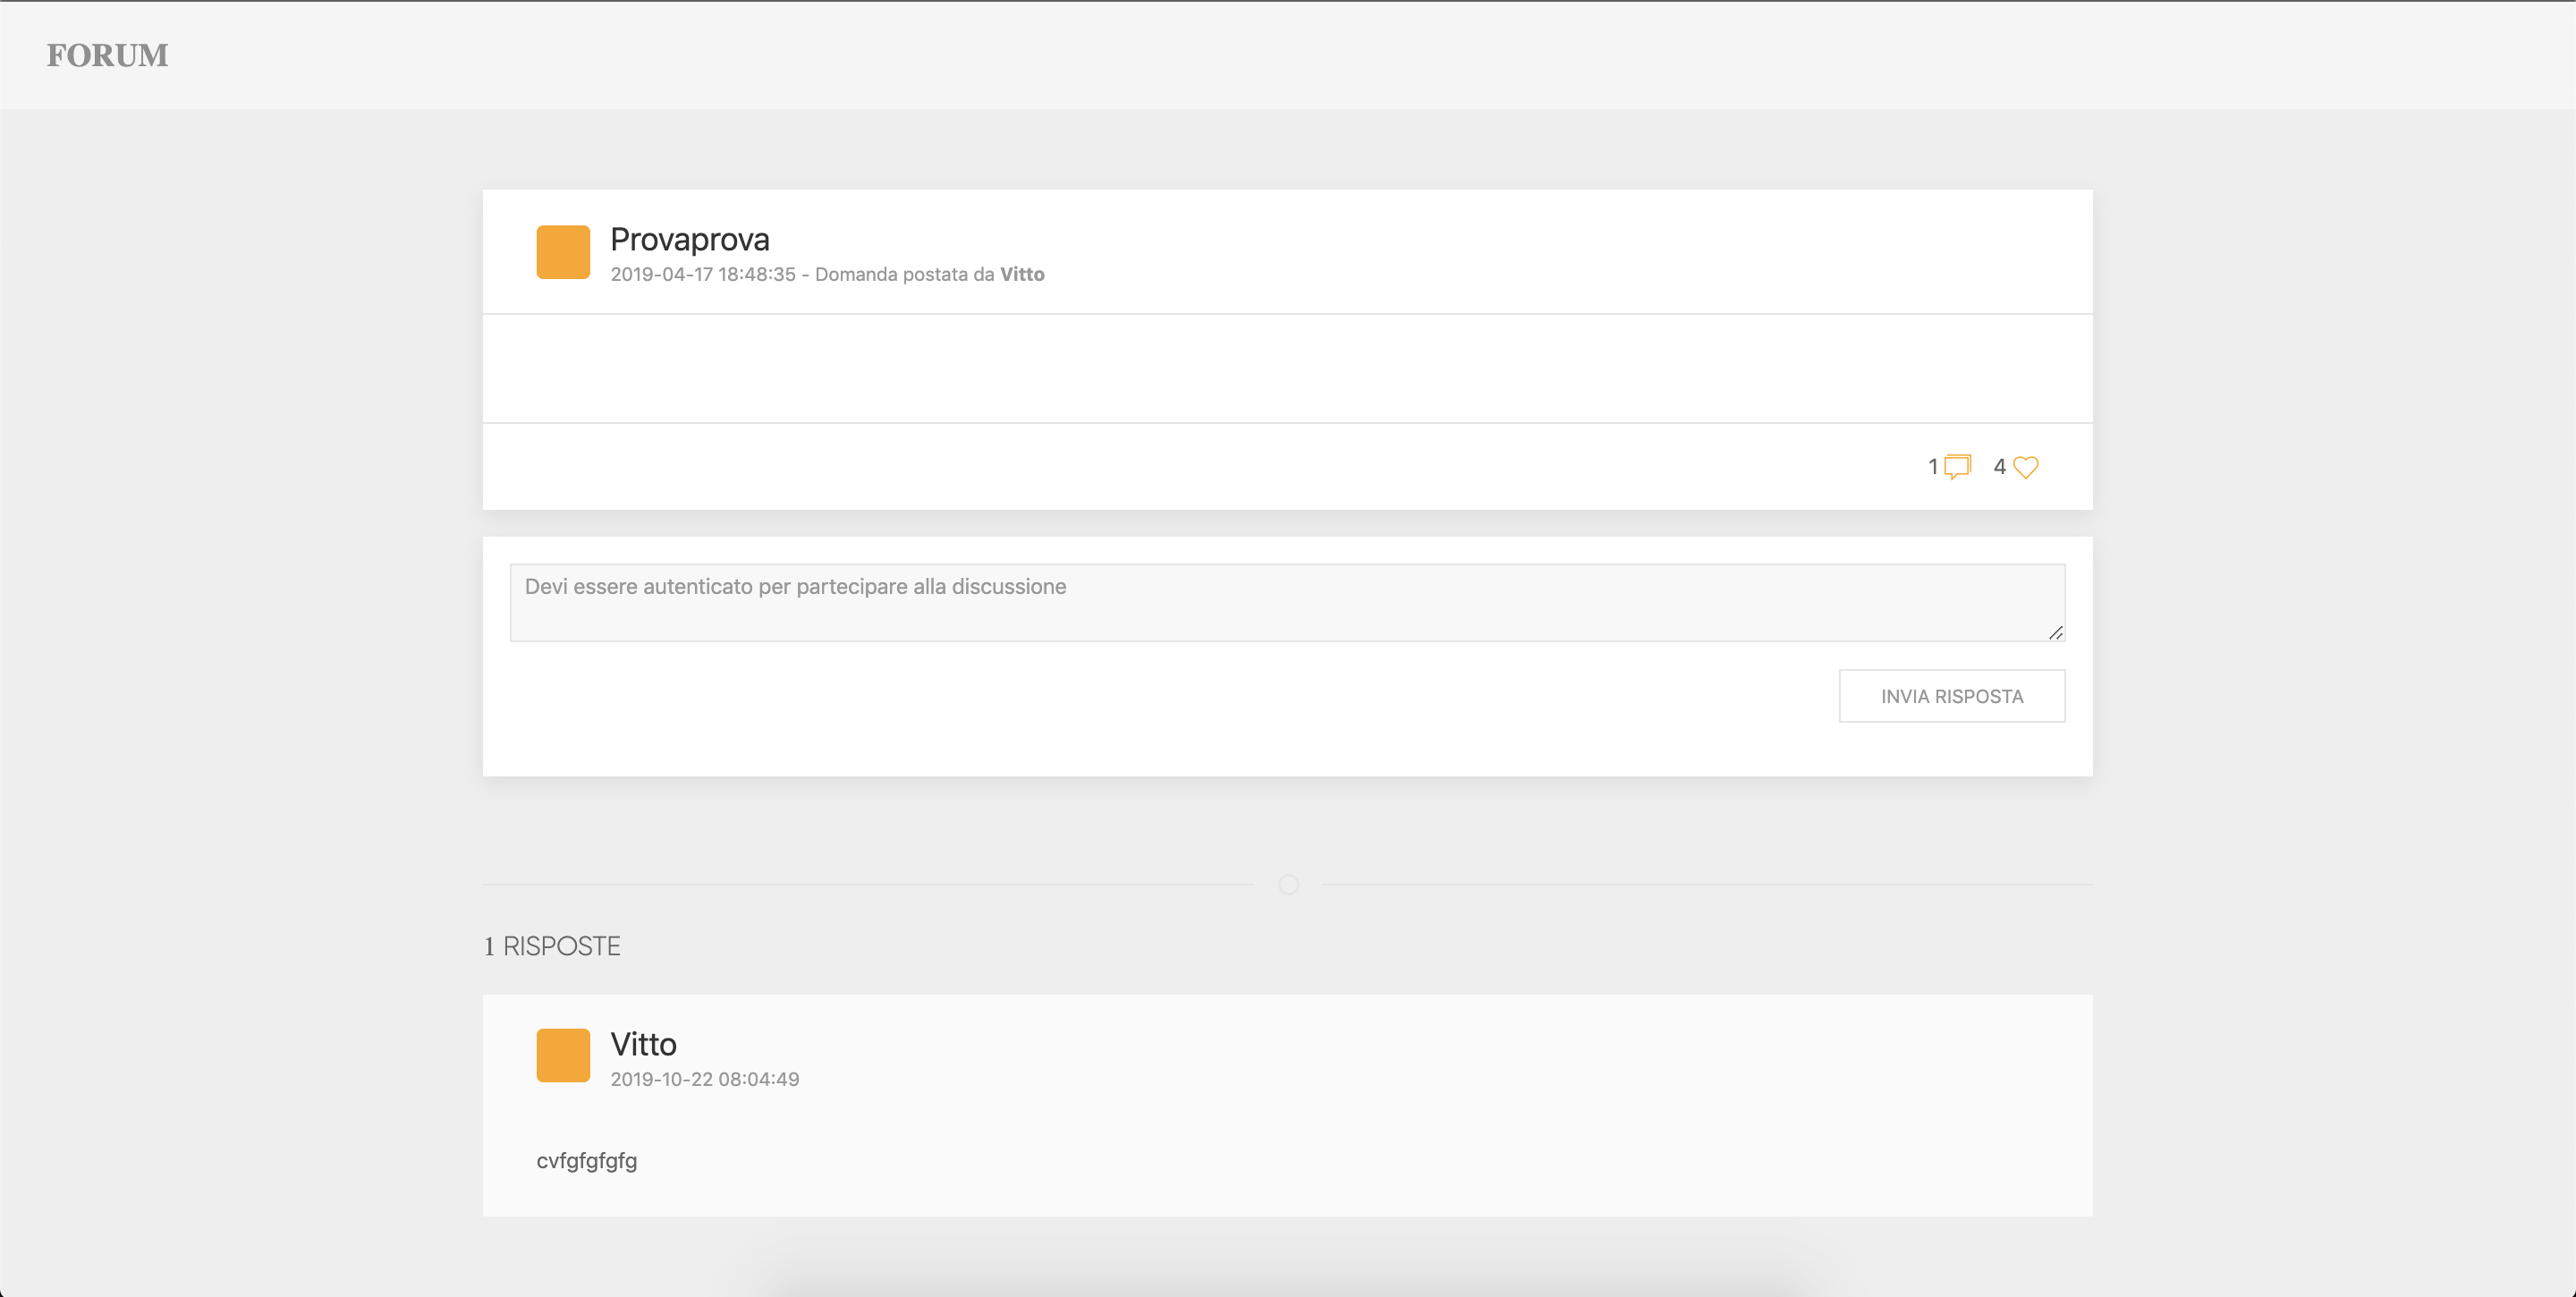 FORUM
Provaprova
2019-04-17 18:48:35 - Domanda postata da Vitto
1 4
Devi essere autenticato per partecipare alla discussione
INVIA RISPOSTA
1 RISPOSTE
Vitto
2019-10-22 08:04:49
cvfgfgfgfg